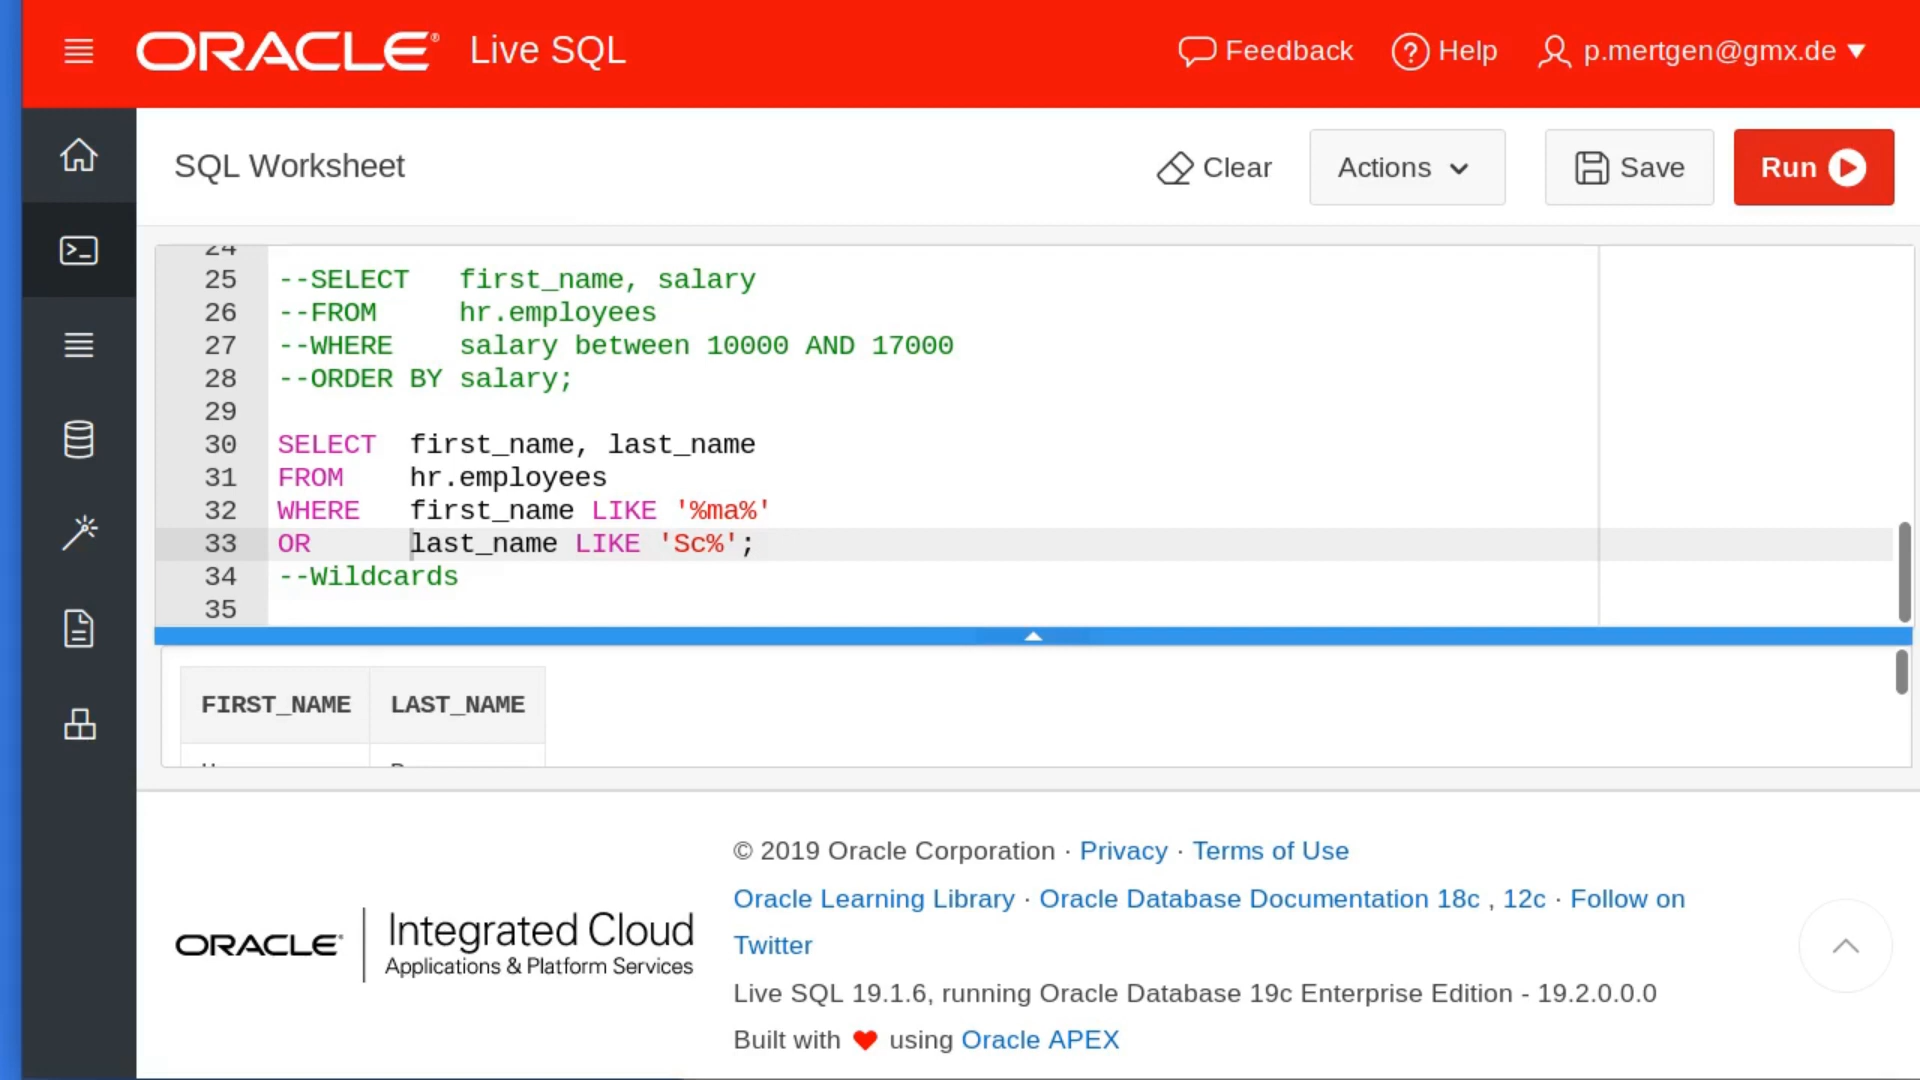 ORACLE® Live SQL Feedback Help p.mertgen@gmx.de
SQL Worksheet Clear Actions Save Run
24
25 --SELECT first_name, salary
26 --FROM hr.employees
27 --WHERE salary between 10000 AND 17000
28 --ORDER BY salary;
29
30 SELECT first_name, last_name
31 FROM hr.employees
32 WHERE first_name LIKE '%ma%'
33 OR last_name LIKE 'Sc%';
34 --Wildcards
35
FIRST_NAME LAST_NAME
© 2019 Oracle Corporation · Privacy · Terms of Use
Oracle Learning Library · Oracle Database Documentation 18c , 12c · Follow on
Twitter
ORACLE® Integrated Cloud
Applications & Platform Services
Live SQL 19.1.6, running Oracle Database 19c Enterprise Edition - 19.2.0.0.0
Built with ❤ using Oracle APEX